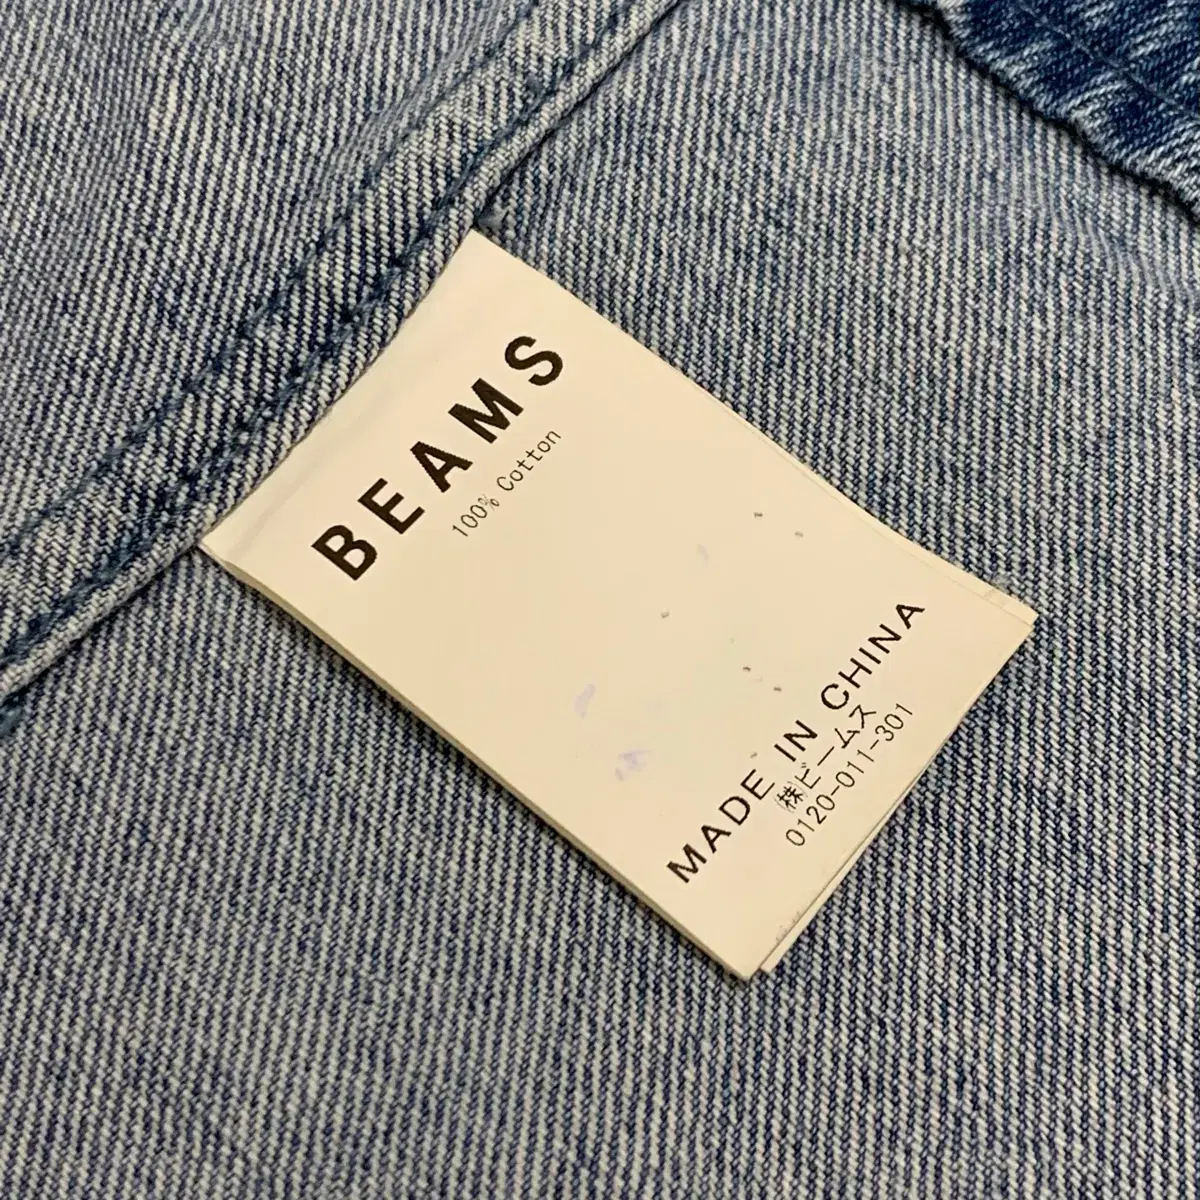 BEAMS
100% Cotton
MADE IN CHINA
㈱ビームス
0120-011-301